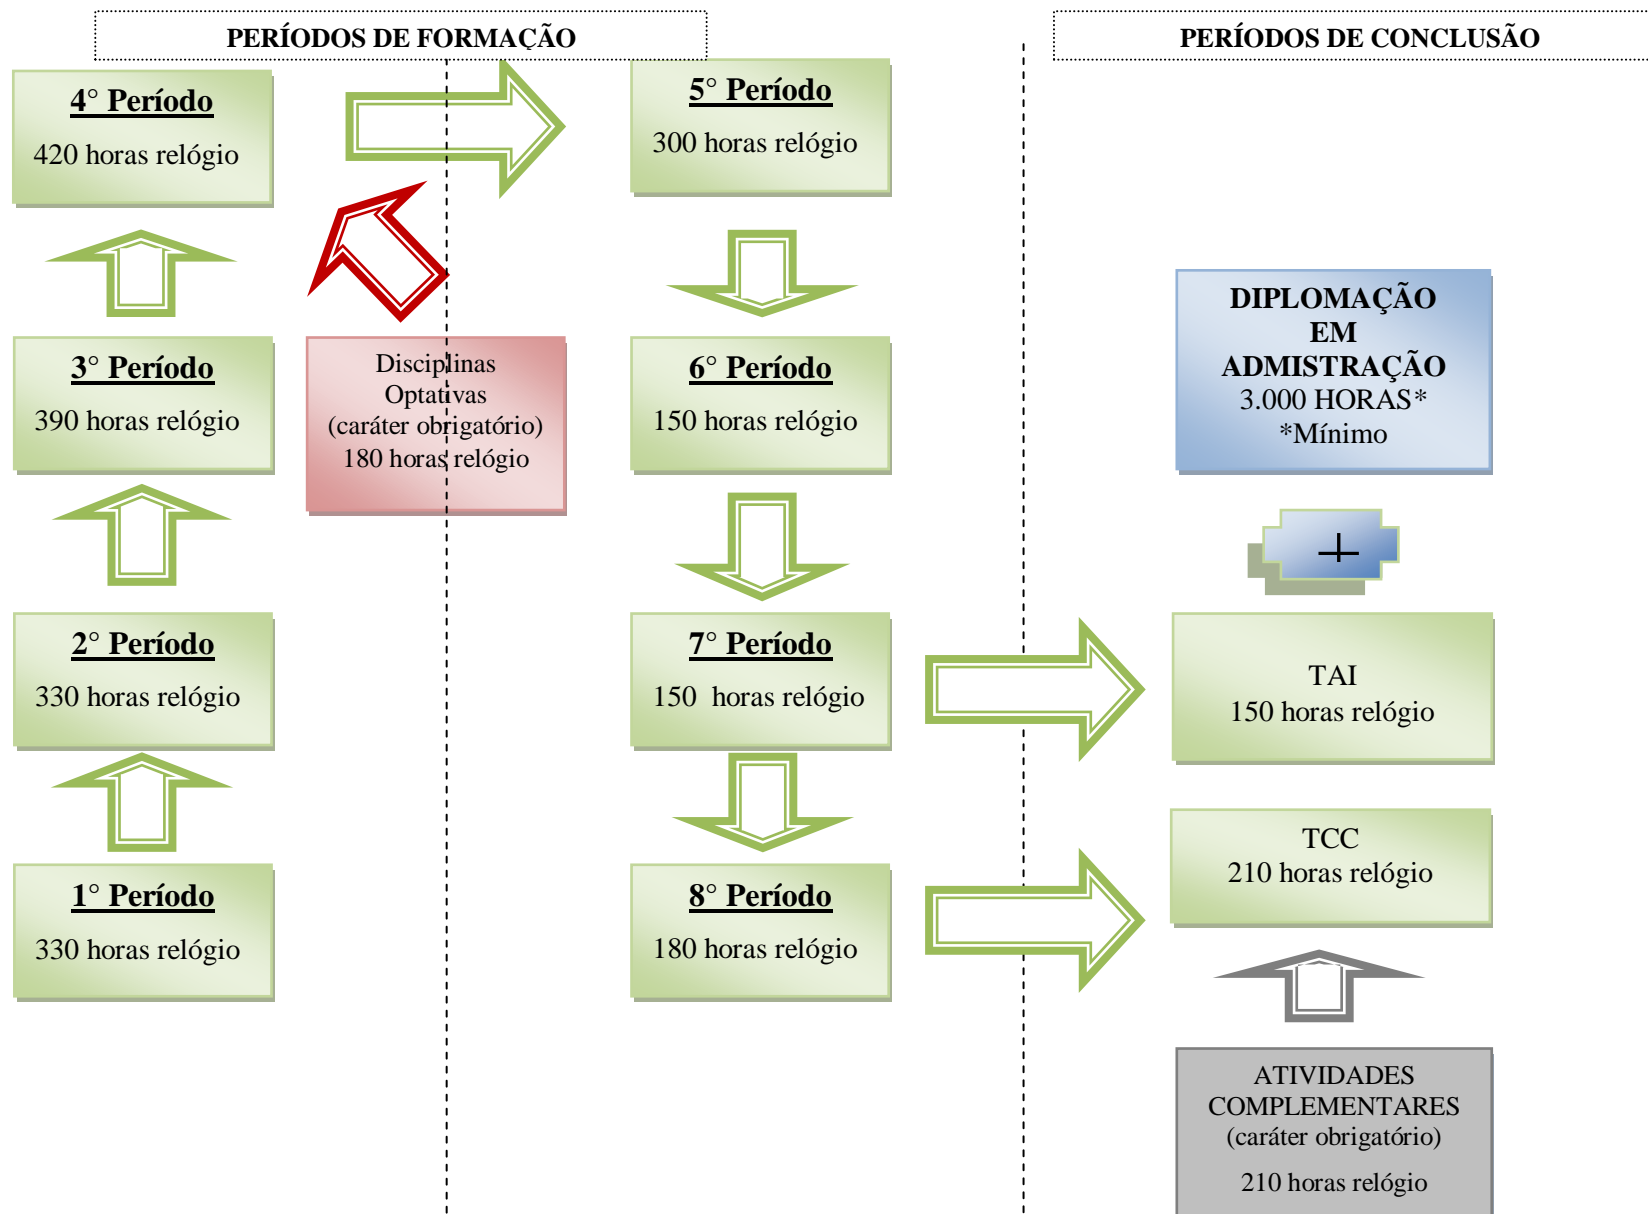 PERÍODOS DE FORMAÇÃO
PERÍODOS DE CONCLUSÃO
4° Período
420 horas relógio
5° Período
300 horas relógio
3° Período
390 horas relógio
Disciplinas
Optativas
(caráter obrigatório)
180 horas relógio
6° Período
150 horas relógio
DIPLOMAÇÃO
EM
ADMISTRAÇÃO
3.000 HORAS*
*Mínimo
+
2° Período
330 horas relógio
7° Período
150 horas relógio
TAI
150 horas relógio
1° Período
330 horas relógio
8° Período
180 horas relógio
TCC
210 horas relógio
ATIVIDADES
COMPLEMENTARES
(caráter obrigatório)
210 horas relógio